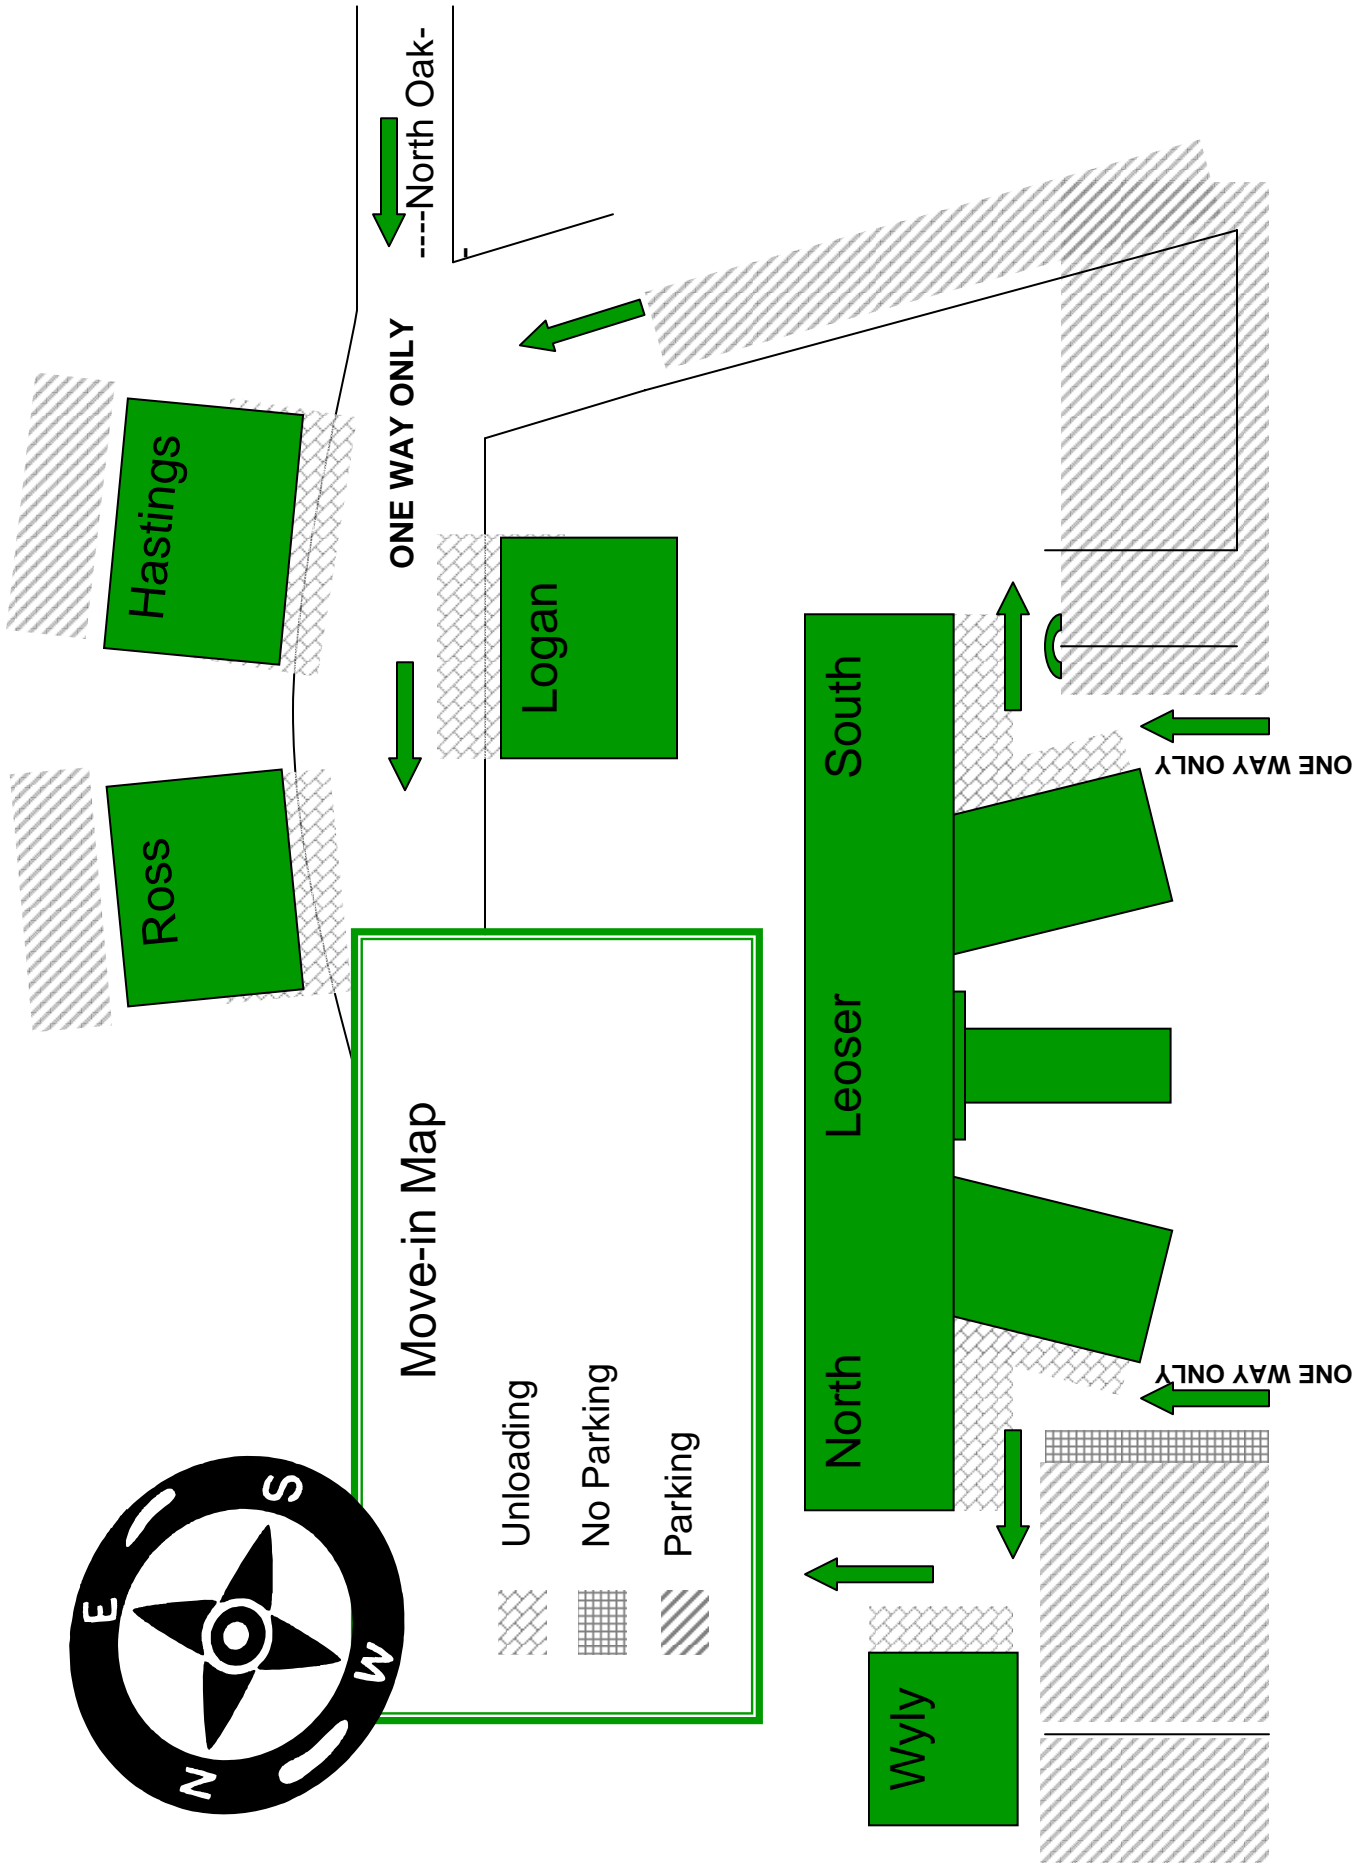 -----North Oak-
-
ONE WAY ONLY
Hastings
Logan
Ross
South
Leoser
North
ONE WAY ONLY
ONE WAY ONLY
Wyly
Move-in Map
Unloading
No Parking
Parking
N
E
S
W